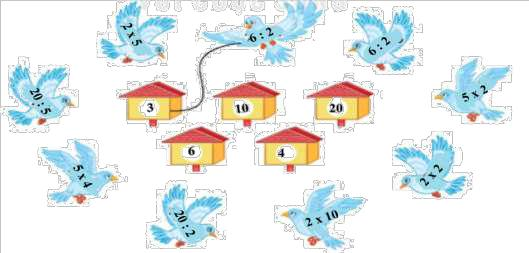 2 x 5
6 : 2
6 : 2
20 : 5
3
10
20
5 x 2
6
4
5 x 4
2 x 2
20 : 2
2 x 10